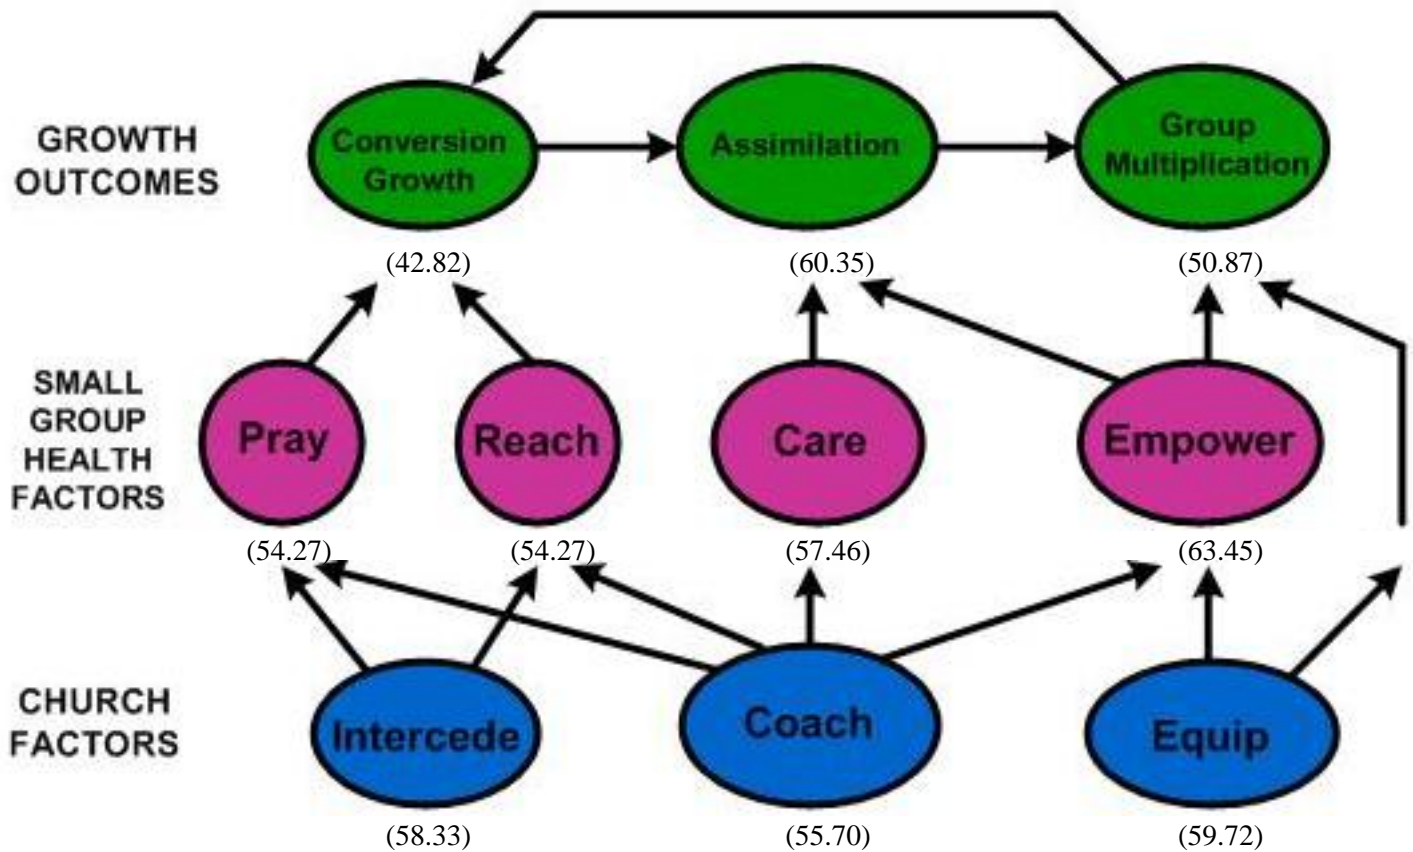 GROWTH
OUTCOMES
Conversion
Growth
Assimilation
Group
Multiplication
(42.82)
(60.35)
(50.87)
SMALL
GROUP
HEALTH
FACTORS
Pray
Reach
Care
Empower
(54.27)
(54.27)
(57.46)
(63.45)
CHURCH
FACTORS
Intercede
Coach
Equip
(58.33)
(55.70)
(59.72)